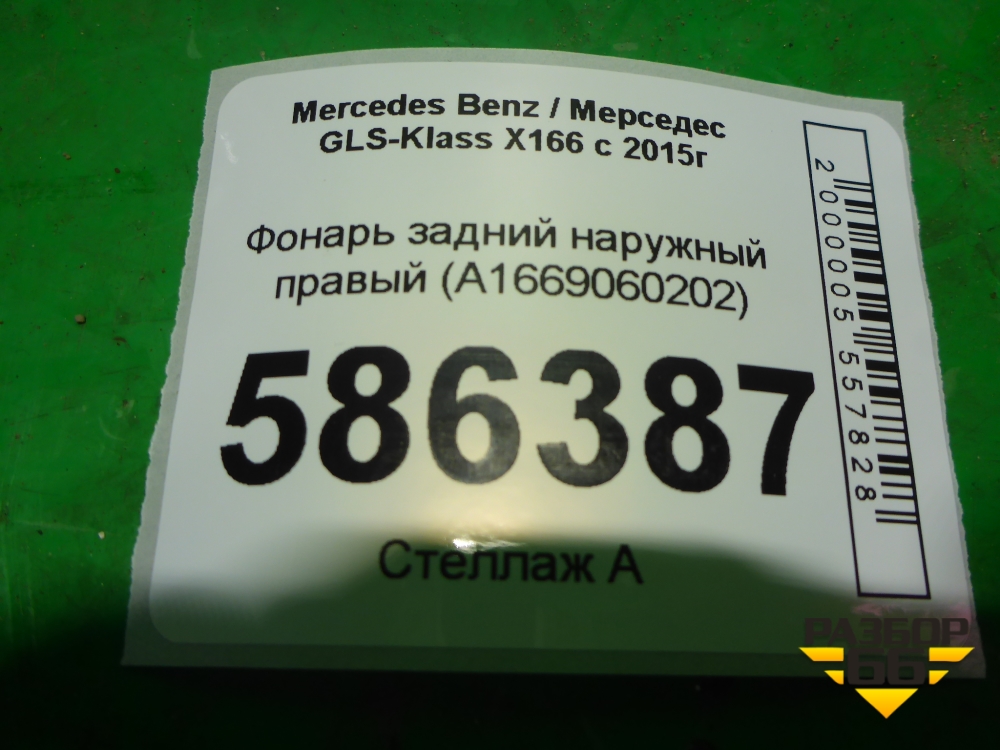 Mercedes Benz / Мерседес
GLS-Klass X166 с 2015г
Фонарь задний наружный
правый (A1669060202)
586387
Стеллаж А
2000005557828
РАЗБОР
66